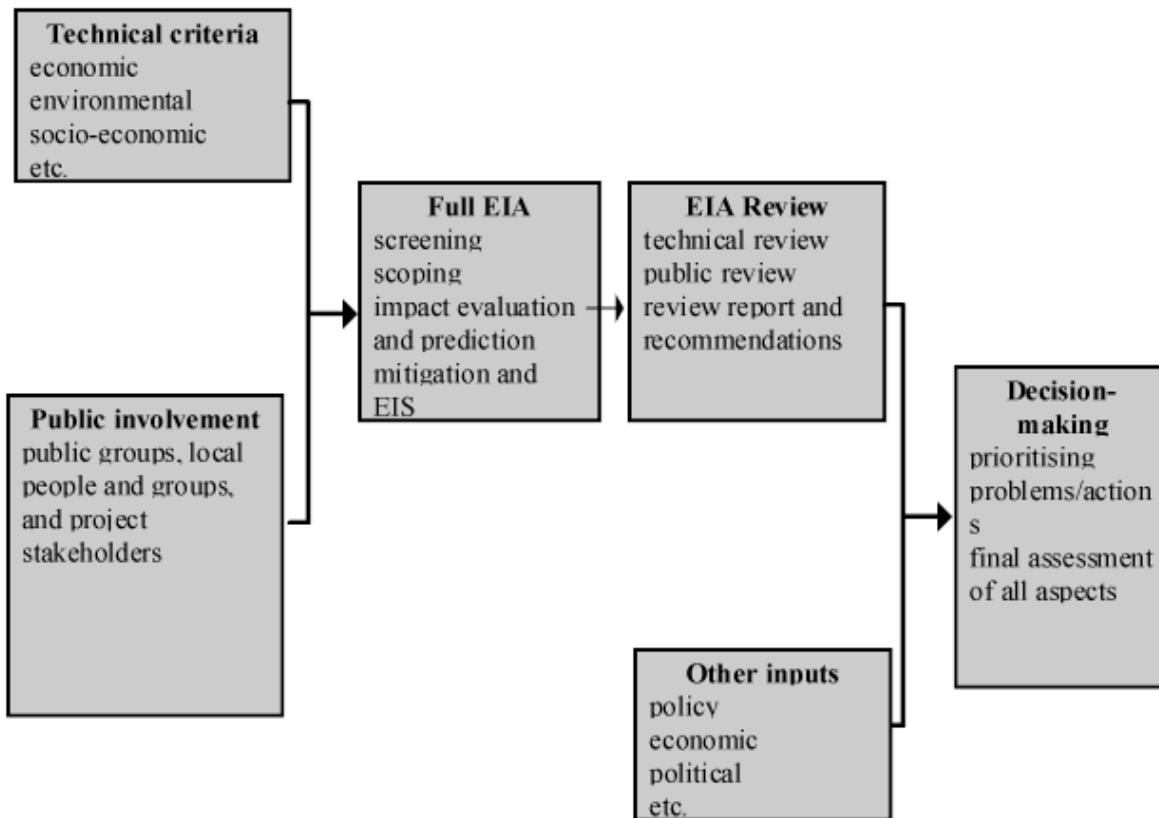 Technical criteria
economic
environmental
socio-economic
etc.
Full EIA
screening
scoping
impact evaluation
and prediction
mitigation and
EIS
EIA Review
technical review
public review
review report and
recommendations
Public involvement
public groups, local
people and groups,
and project
stakeholders
Decision-
making
prioritising
problems/action
s
final assessment
of all aspects
Other inputs
policy
economic
political
etc.